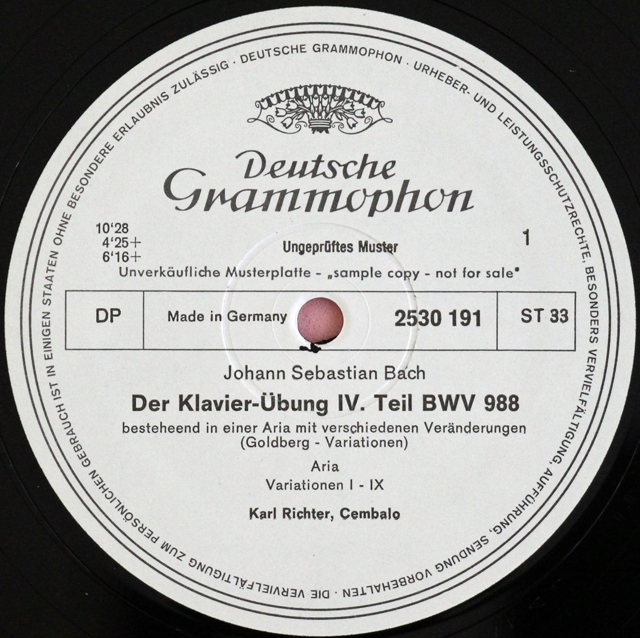 DEUTSCHE GRAMMOPHON · URHEBER- UND LEISTUNGSSCHUTZRECHTE, BESONDERS VERVIELFÄLTIGUNG, AUFFÜHRUNG, SENDUNG VORBEHALTEN · DIE VERVIELFÄLTIGUNG ZUM PERSÖNLICHEN GEBRAUCH IST IN EINIGEN STAATEN OHNE BESONDERE ERLAUBNIS ZULÄSSIG ·
Deutsche
Grammophon
10'28
4'25+
6'16+
Ungeprüftes Muster
1
Unverkäufliche Musterplatte - „sample copy - not for sale"
DP Made in Germany 2530 191 ST 33
Johann Sebastian Bach
Der Klavier-Übung IV. Teil BWV 988
besteheend in einer Aria mit verschiedenen Veränderungen
(Goldberg - Variationen)
Aria
Variationen I - IX
Karl Richter, Cembalo